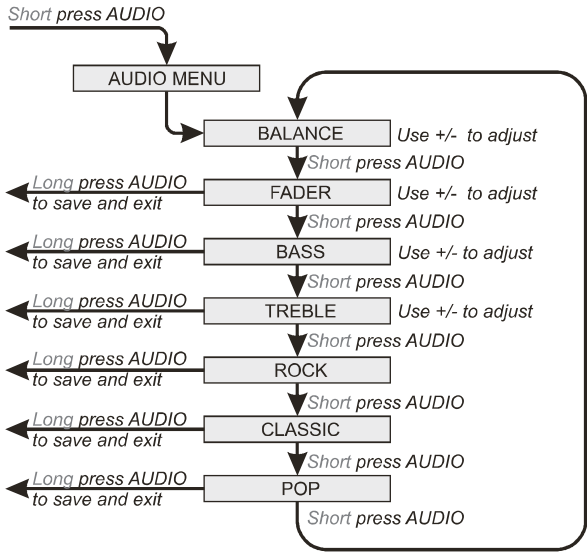 Short press AUDIO
AUDIO MENU
BALANCE
Use +/- to adjust
Short press AUDIO
Long press AUDIO
to save and exit
FADER
Use +/- to adjust
Short press AUDIO
Long press AUDIO
to save and exit
BASS
Use +/- to adjust
Short press AUDIO
Long press AUDIO
to save and exit
TREBLE
Use +/- to adjust
Short press AUDIO
Long press AUDIO
to save and exit
ROCK
Short press AUDIO
Long press AUDIO
to save and exit
CLASSIC
Short press AUDIO
Long press AUDIO
to save and exit
POP
Short press AUDIO